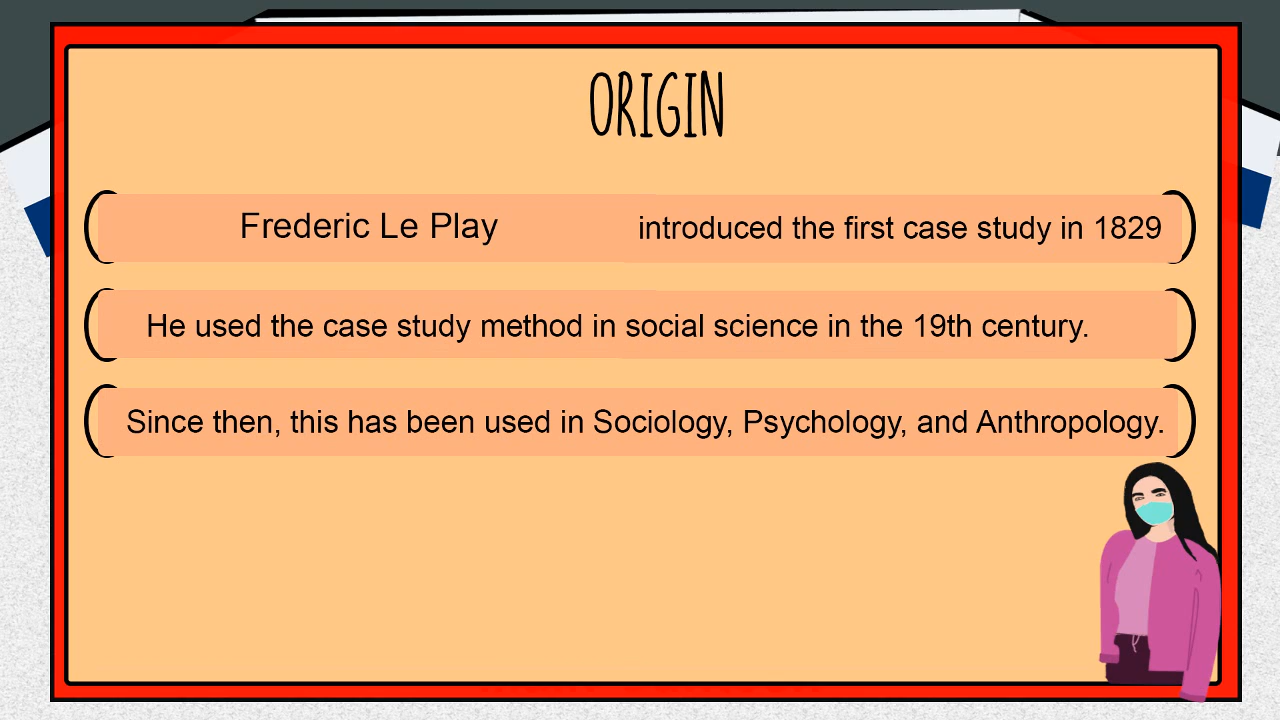 ORIGIN
Frederic Le Play introduced the first case study in 1829
He used the case study method in social science in the 19th century.
Since then, this has been used in Sociology, Psychology, and Anthropology.